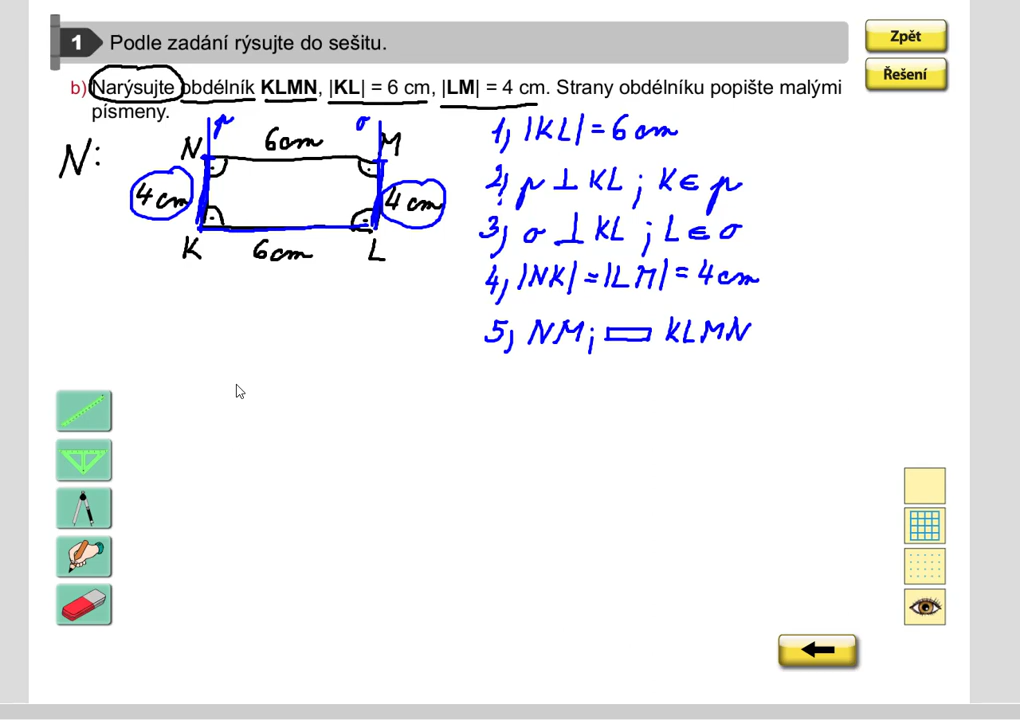 1 Podle zadání rýsujte do sešitu.
Zpět
Řešení
b) Narýsujte obdélník KLMN, |KL| = 6 cm, |LM| = 4 cm. Strany obdélníku popište malými
písmeny.
N:
p o
N 6cm M
4cm 4cm
K 6cm L
1, |KL| = 6 cm
2, p ⊥ KL ; K ∈ p
3, o ⊥ KL ; L ∈ o
4, |NK| = |LM| = 4 cm
5, NM; ▭ KLMN